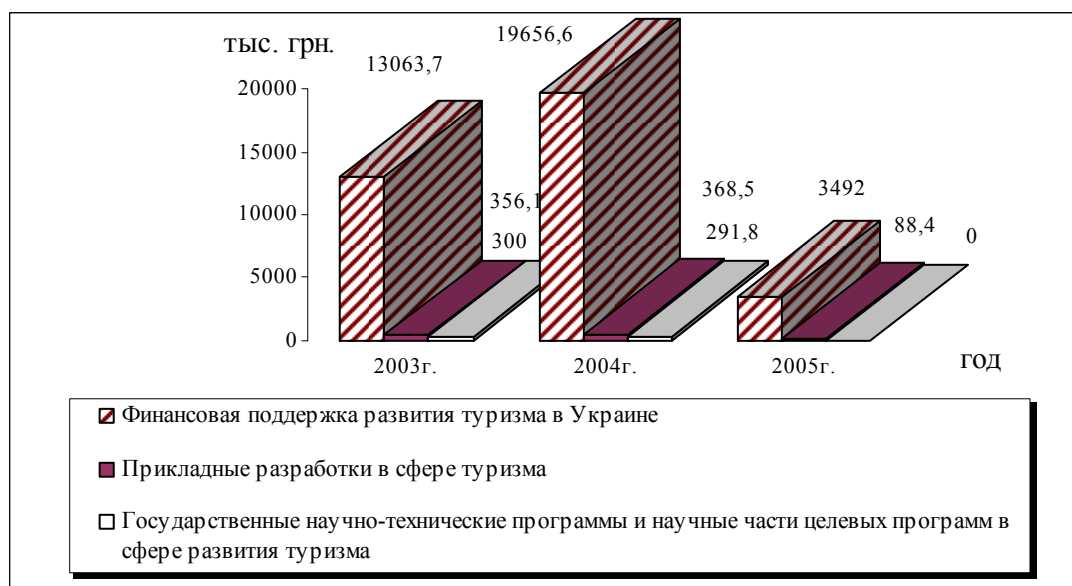 тыс. грн.
19656,6
13063,7
20000
15000
10000
5000
0
356,1
300
368,5
291,8
3492
88,4
0
2003г.
2004г.
2005г.
год
Финансовая поддержка развития туризма в Украине
Прикладные разработки в сфере туризма
Государственные научно-технические программы и научные части целевых программ в
сфере развития туризма